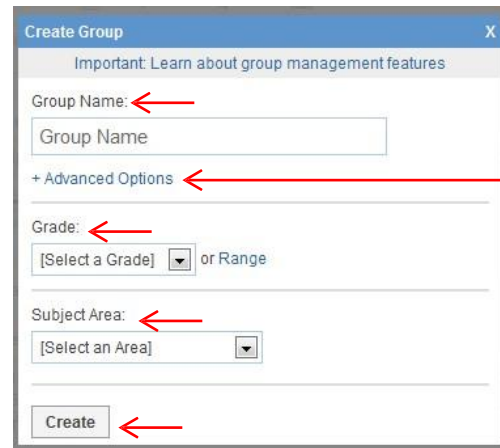 Create Group X
Important: Learn about group management features
Group Name:
Group Name
+ Advanced Options
Grade:
[Select a Grade] or Range
Subject Area:
[Select an Area]
Create